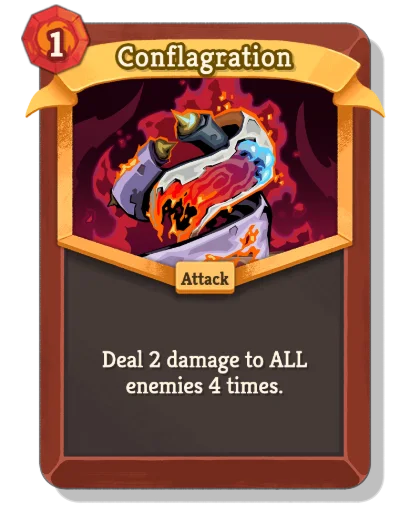 1
Conflagration
Attack
Deal 2 damage to ALL
enemies 4 times.